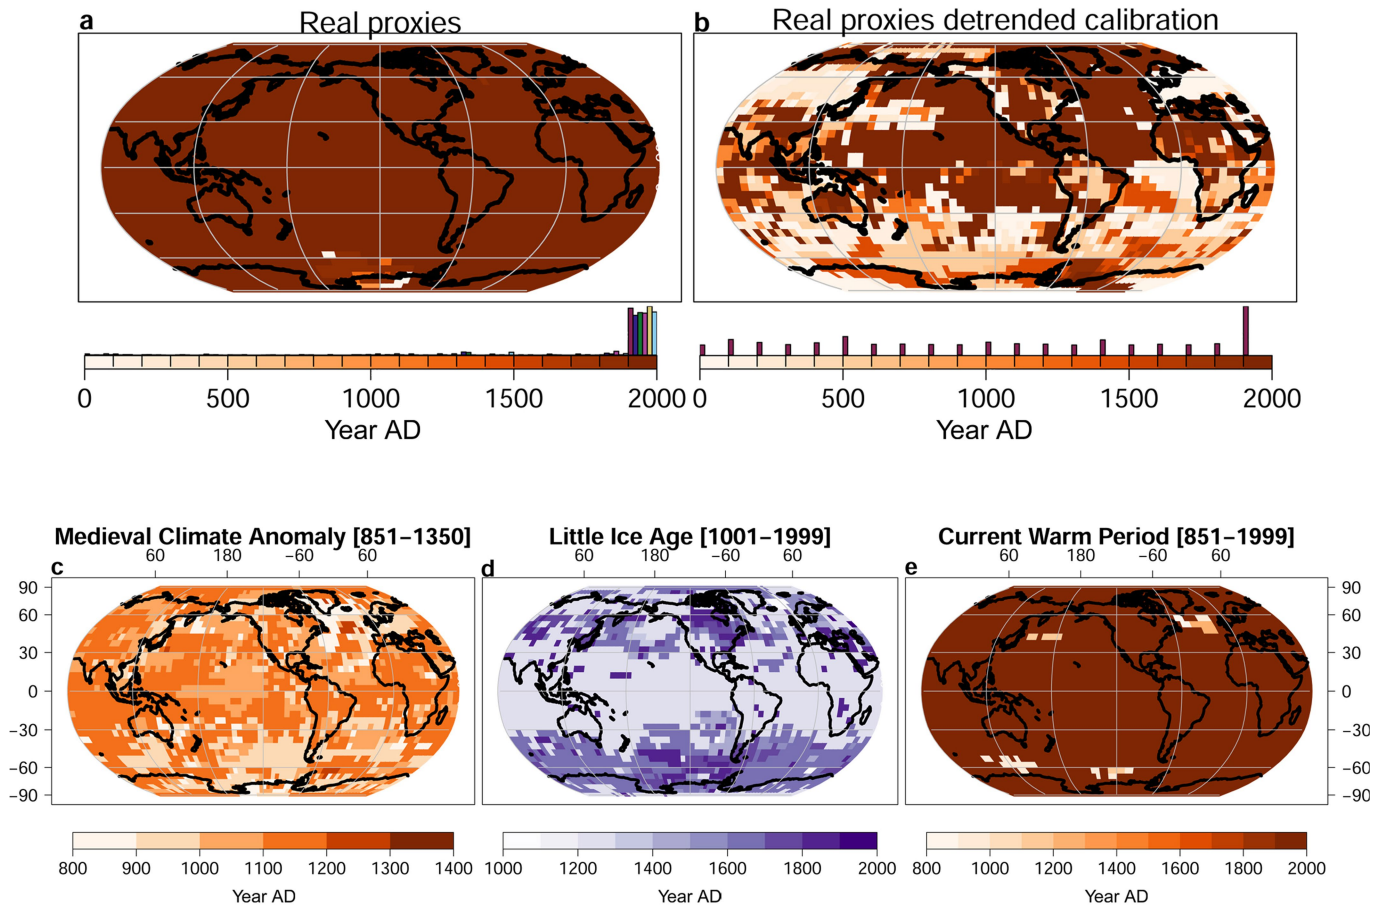 a Real proxies
b Real proxies detrended calibration
0 500 1000 1500 2000
Year AD
0 500 1000 1500 2000
Year AD
Medieval Climate Anomaly [851–1350]
60 180 −60 60
c
90
60
30
0
−30
−60
−90
800 900 1000 1100 1200 1300 1400
Year AD
Little Ice Age [1001–1999]
60 180 −60 60
d
1000 1200 1400 1600 1800 2000
Year AD
Current Warm Period [851–1999]
60 180 −60 60
e
90
60
30
0
−30
−60
−90
800 1000 1200 1400 1600 1800 2000
Year AD